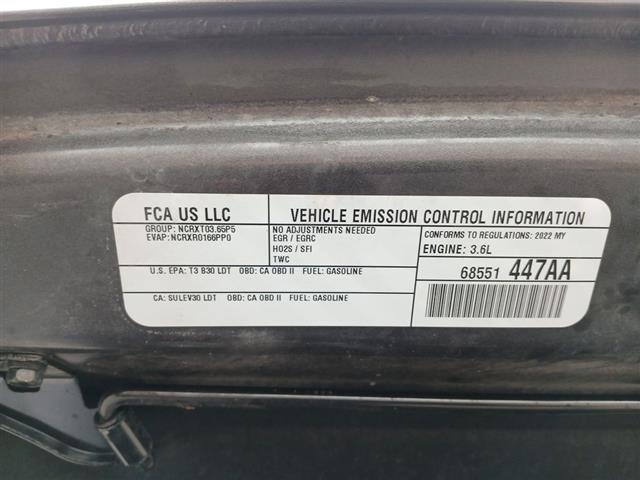 FCA US LLC
VEHICLE EMISSION CONTROL INFORMATION
GROUP: NCRXT03.65P5
EVAP: NCRXR0166PP0
NO ADJUSTMENTS NEEDED
EGR / EGRC
HO2S / SFI
TWC
CONFORMS TO REGULATIONS: 2022 MY
ENGINE: 3.6L
U.S. EPA: T3 B30 LDT OBD: CA OBD II FUEL: GASOLINE
68551 447AA
CA: SULEV30 LDT OBD: CA OBD II FUEL: GASOLINE